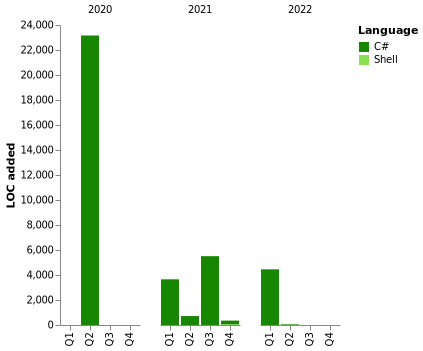 2020 2021 2022
Language
C#
Shell
LOC added
24,000
22,000
20,000
18,000
16,000
14,000
12,000
10,000
8,000
6,000
4,000
2,000
0
Q1 Q2 Q3 Q4 Q1 Q2 Q3 Q4 Q1 Q2 Q3 Q4